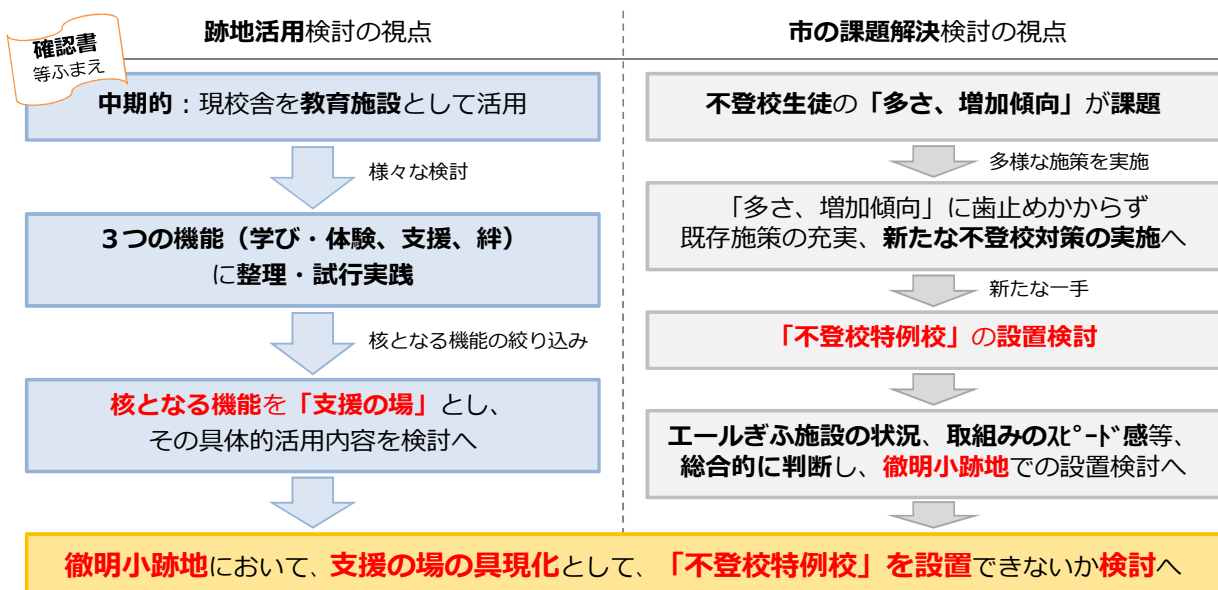 確認書
等ふまえ
跡地活用検討の視点
中期的：現校舎を教育施設として活用
様々な検討
３つの機能（学び・体験、支援、絆）
に整理・試行実践
核となる機能の絞り込み
核となる機能を「支援の場」とし、
その具体的活用内容を検討へ
市の課題解決検討の視点
不登校生徒の「多さ、増加傾向」が課題
多様な施策を実施
「多さ、増加傾向」に歯止めかからず
既存施策の充実、新たな不登校対策の実施へ
新たな一手
「不登校特例校」の設置検討
エールぎふ施設の状況、取組みのｽﾋﾟｰﾄﾞ感等、
総合的に判断し、徹明小跡地での設置検討へ
徹明小跡地において、支援の場の具現化として、「不登校特例校」を設置できないか検討へ